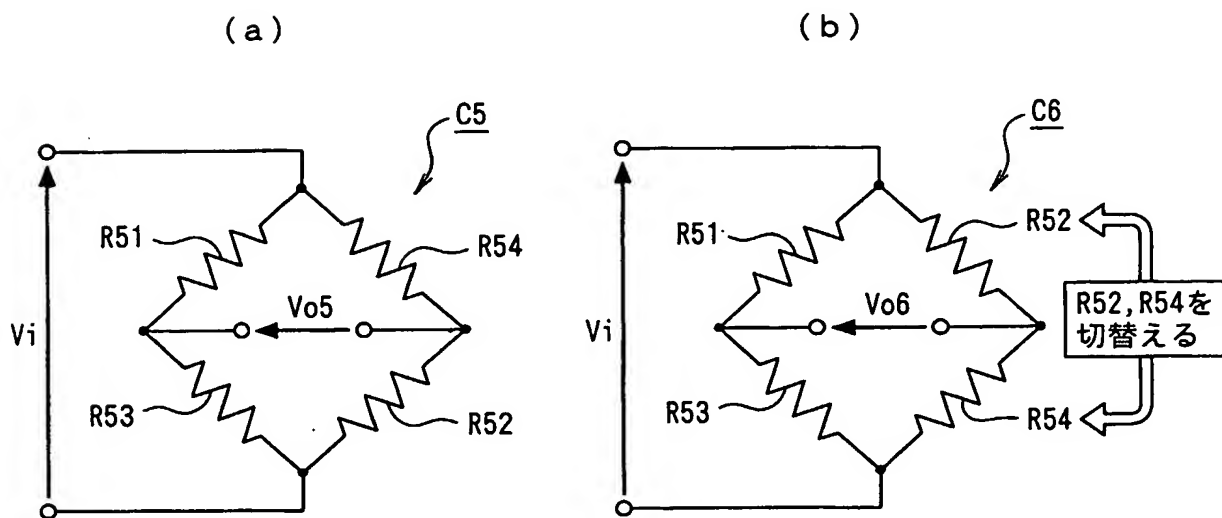 (a)
C5
R51
R54
Vi
Vo5
R53
R52
(b)
C6
R51
R52
Vi
Vo6
R52,R54を
切替える
R53
R54